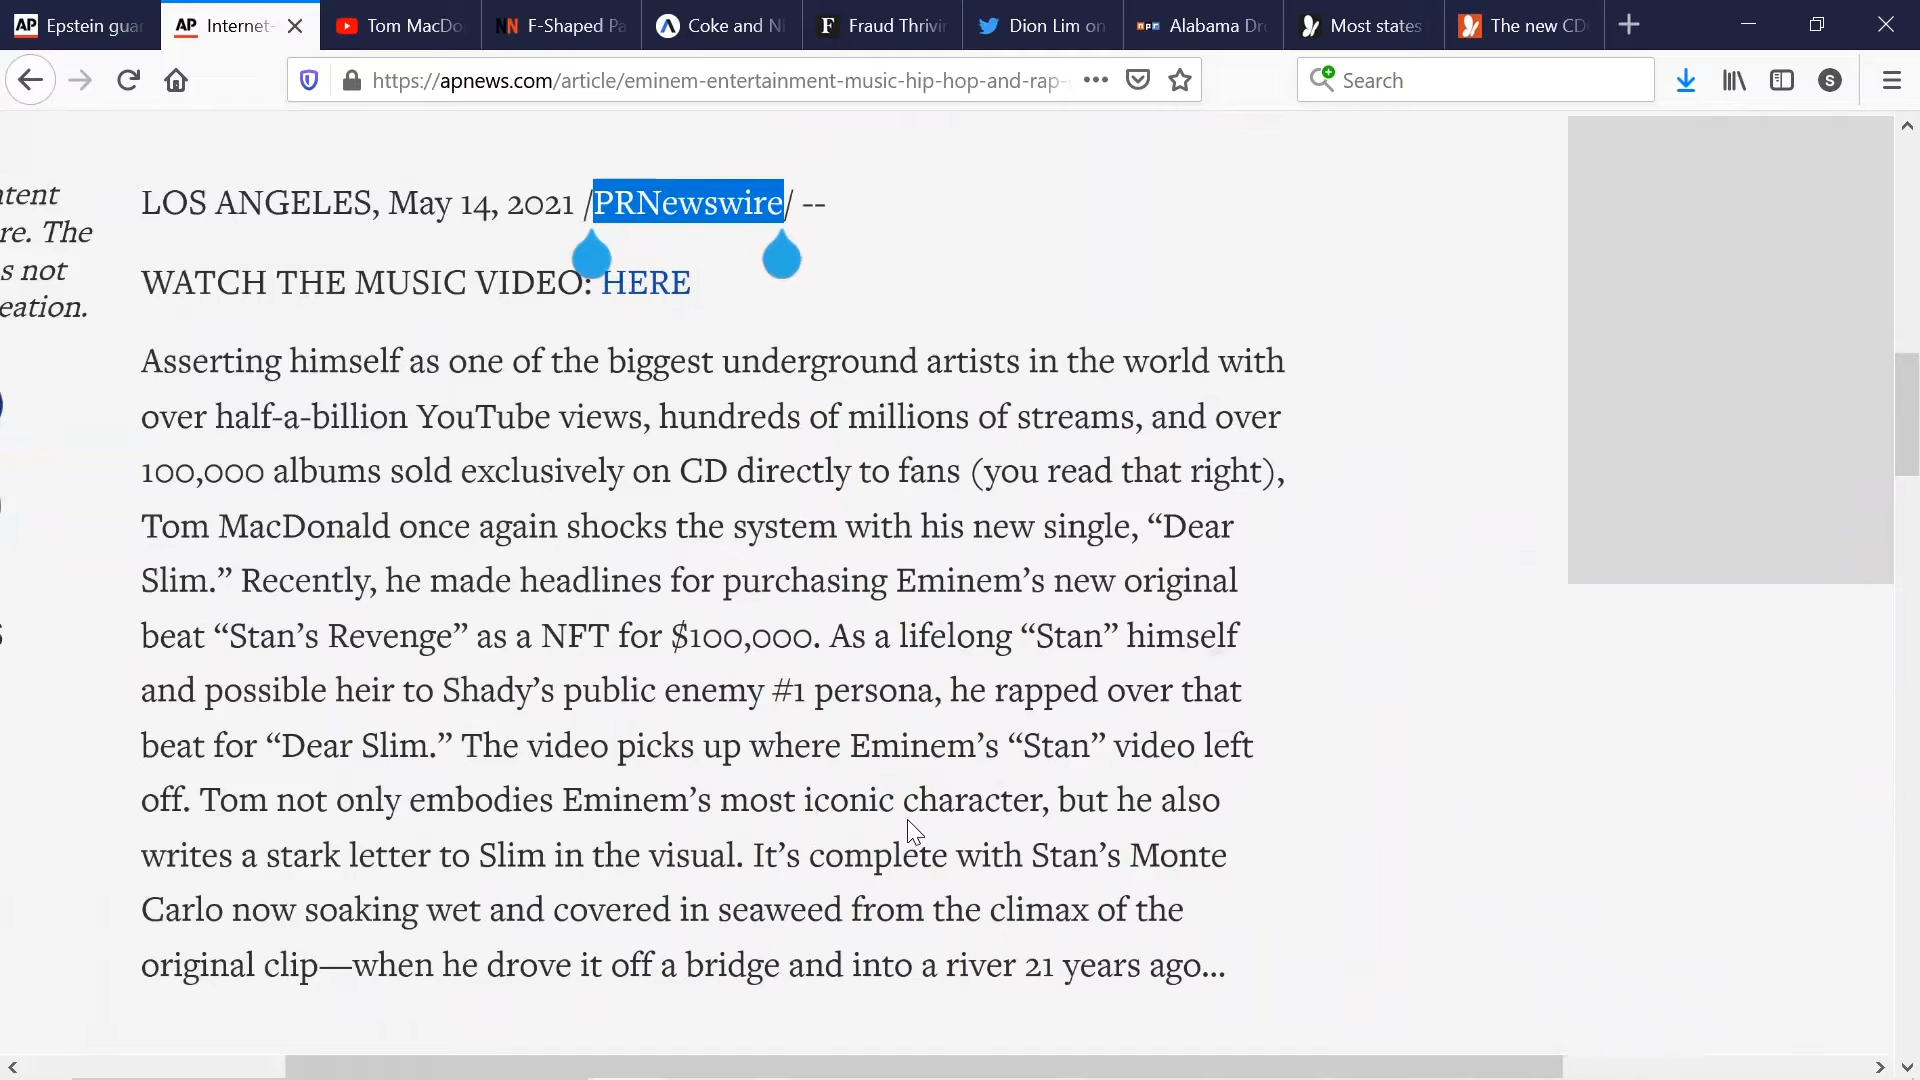 AP Epstein gua
AP Internet-
Tom MacDo
F-Shaped Pa
Coke and Ni
F Fraud Thrivin
Dion Lim on
npr Alabama Dr
Most states
The new CD
https://apnews.com/article/eminem-entertainment-music-hip-hop-and-rap-
Search
S
ntent
re. The
s not
eation.
LOS ANGELES, May 14, 2021 /PRNewswire/ --
WATCH THE MUSIC VIDEO: HERE
Asserting himself as one of the biggest underground artists in the world with
over half-a-billion YouTube views, hundreds of millions of streams, and over
100,000 albums sold exclusively on CD directly to fans (you read that right),
Tom MacDonald once again shocks the system with his new single, “Dear
Slim.” Recently, he made headlines for purchasing Eminem’s new original
beat “Stan’s Revenge” as a NFT for $100,000. As a lifelong “Stan” himself
and possible heir to Shady’s public enemy #1 persona, he rapped over that
beat for “Dear Slim.” The video picks up where Eminem’s “Stan” video left
off. Tom not only embodies Eminem’s most iconic character, but he also
writes a stark letter to Slim in the visual. It’s complete with Stan’s Monte
Carlo now soaking wet and covered in seaweed from the climax of the
original clip—when he drove it off a bridge and into a river 21 years ago...